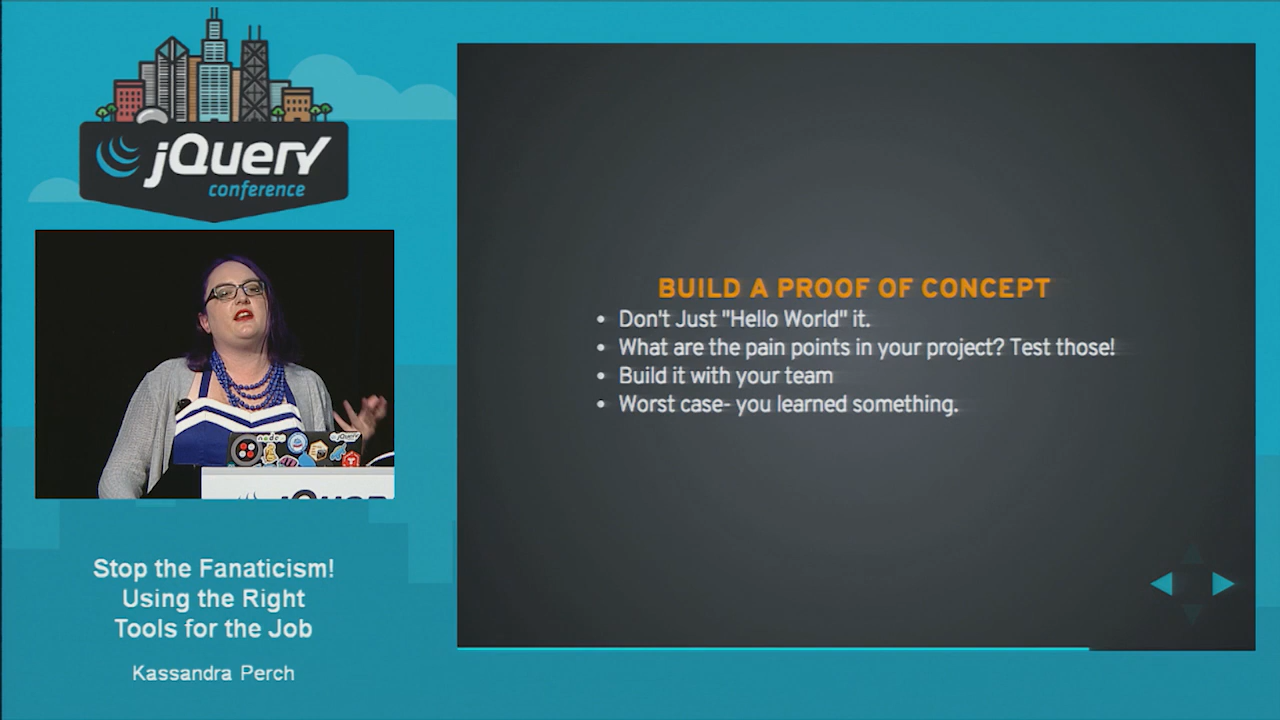 jQuery
conference
BUILD A PROOF OF CONCEPT
• Don't Just "Hello World" it.
• What are the pain points in your project? Test those!
• Build it with your team
• Worst case- you learned something.
node
jQuery
Stop the Fanaticism!
Using the Right
Tools for the Job
Kassandra Perch